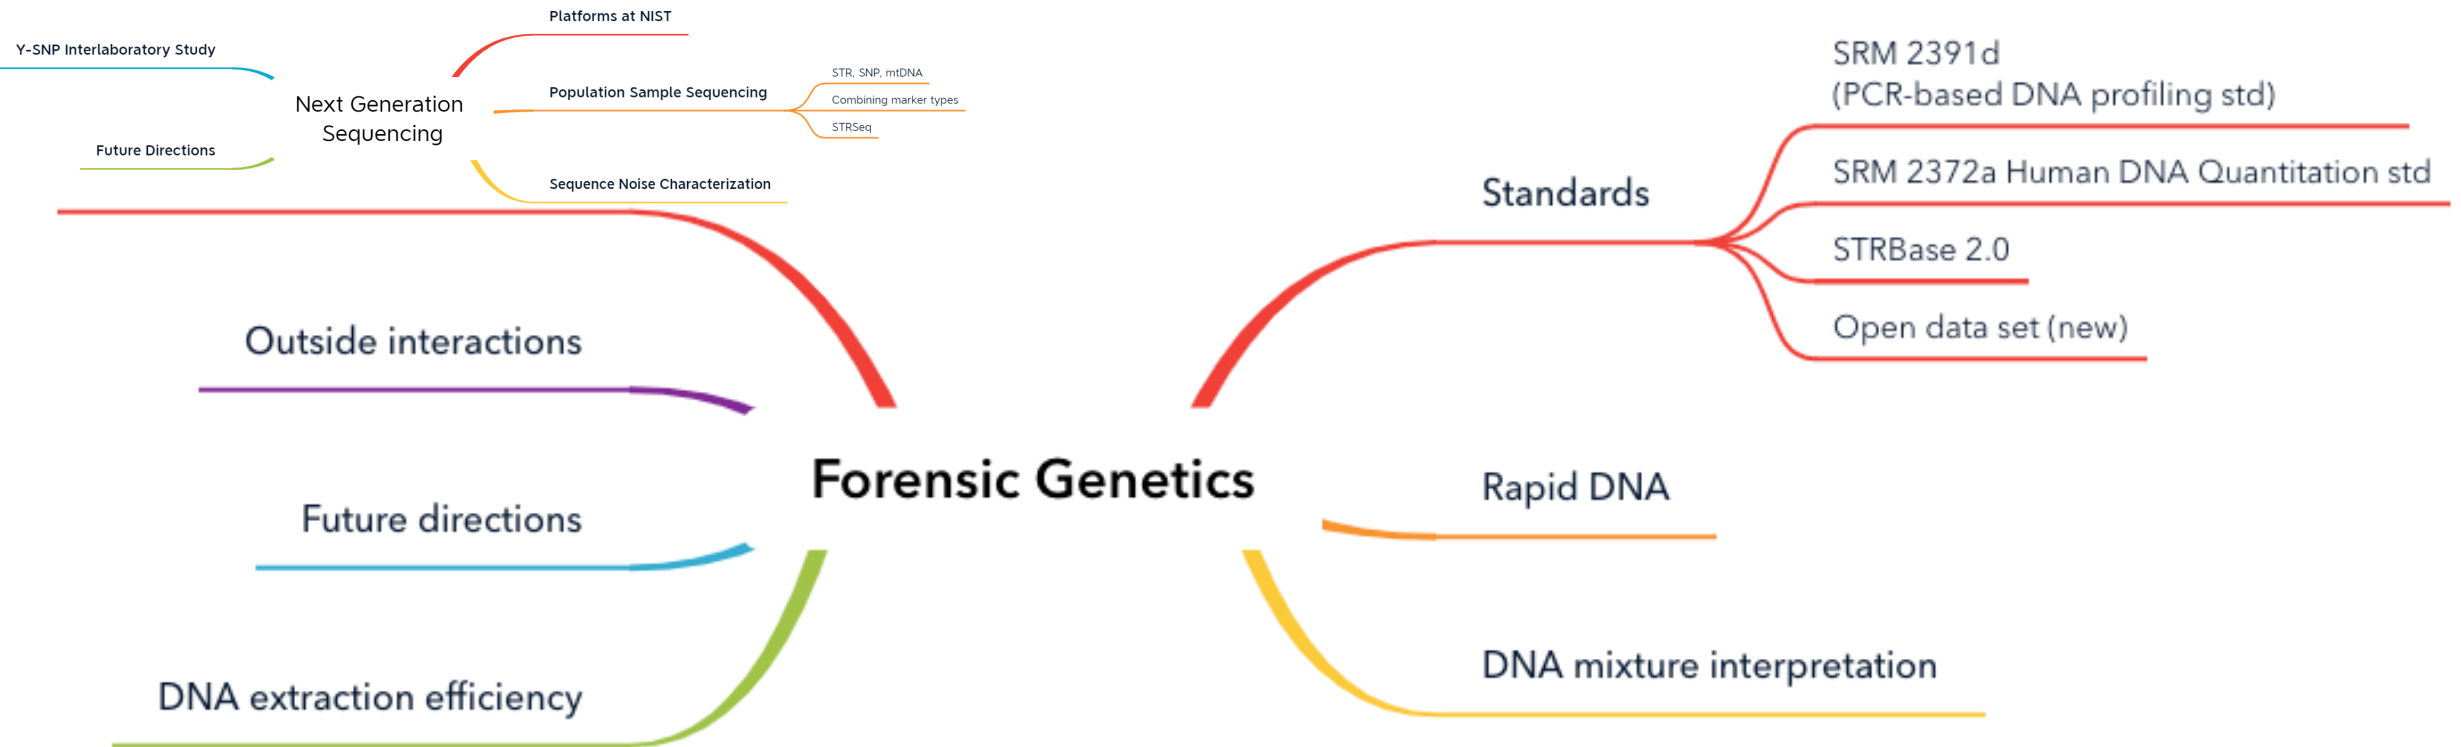 Platforms at NIST
Y-SNP Interlaboratory Study
STR, SNP, mtDNA
Population Sample Sequencing
Combining marker types
Next Generation
Sequencing
STRSeq
Future Directions
Sequence Noise Characterization
SRM 2391d
(PCR-based DNA profiling std)
SRM 2372a Human DNA Quantitation std
Standards
STRBase 2.0
Open data set (new)
Outside interactions
Forensic Genetics
Rapid DNA
Future directions
DNA mixture interpretation
DNA extraction efficiency